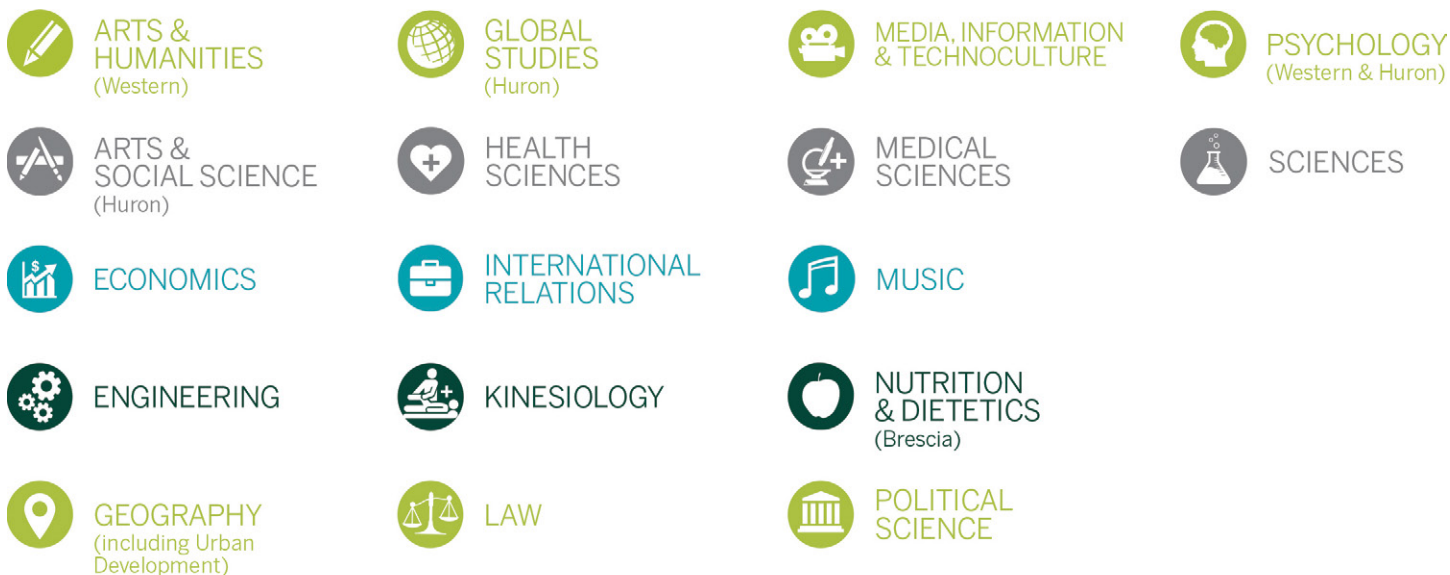 ARTS &
HUMANITIES
(Western)
ARTS &
SOCIAL SCIENCE
(Huron)
$
ECONOMICS
ENGINEERING
GEOGRAPHY
(including Urban
Development)
GLOBAL
STUDIES
(Huron)
HEALTH
SCIENCES
INTERNATIONAL
RELATIONS
KINESIOLOGY
LAW
MEDIA, INFORMATION
& TECHNOCULTURE
MEDICAL
SCIENCES
MUSIC
NUTRITION
& DIETETICS
(Brescia)
POLITICAL
SCIENCE
PSYCHOLOGY
(Western & Huron)
SCIENCES